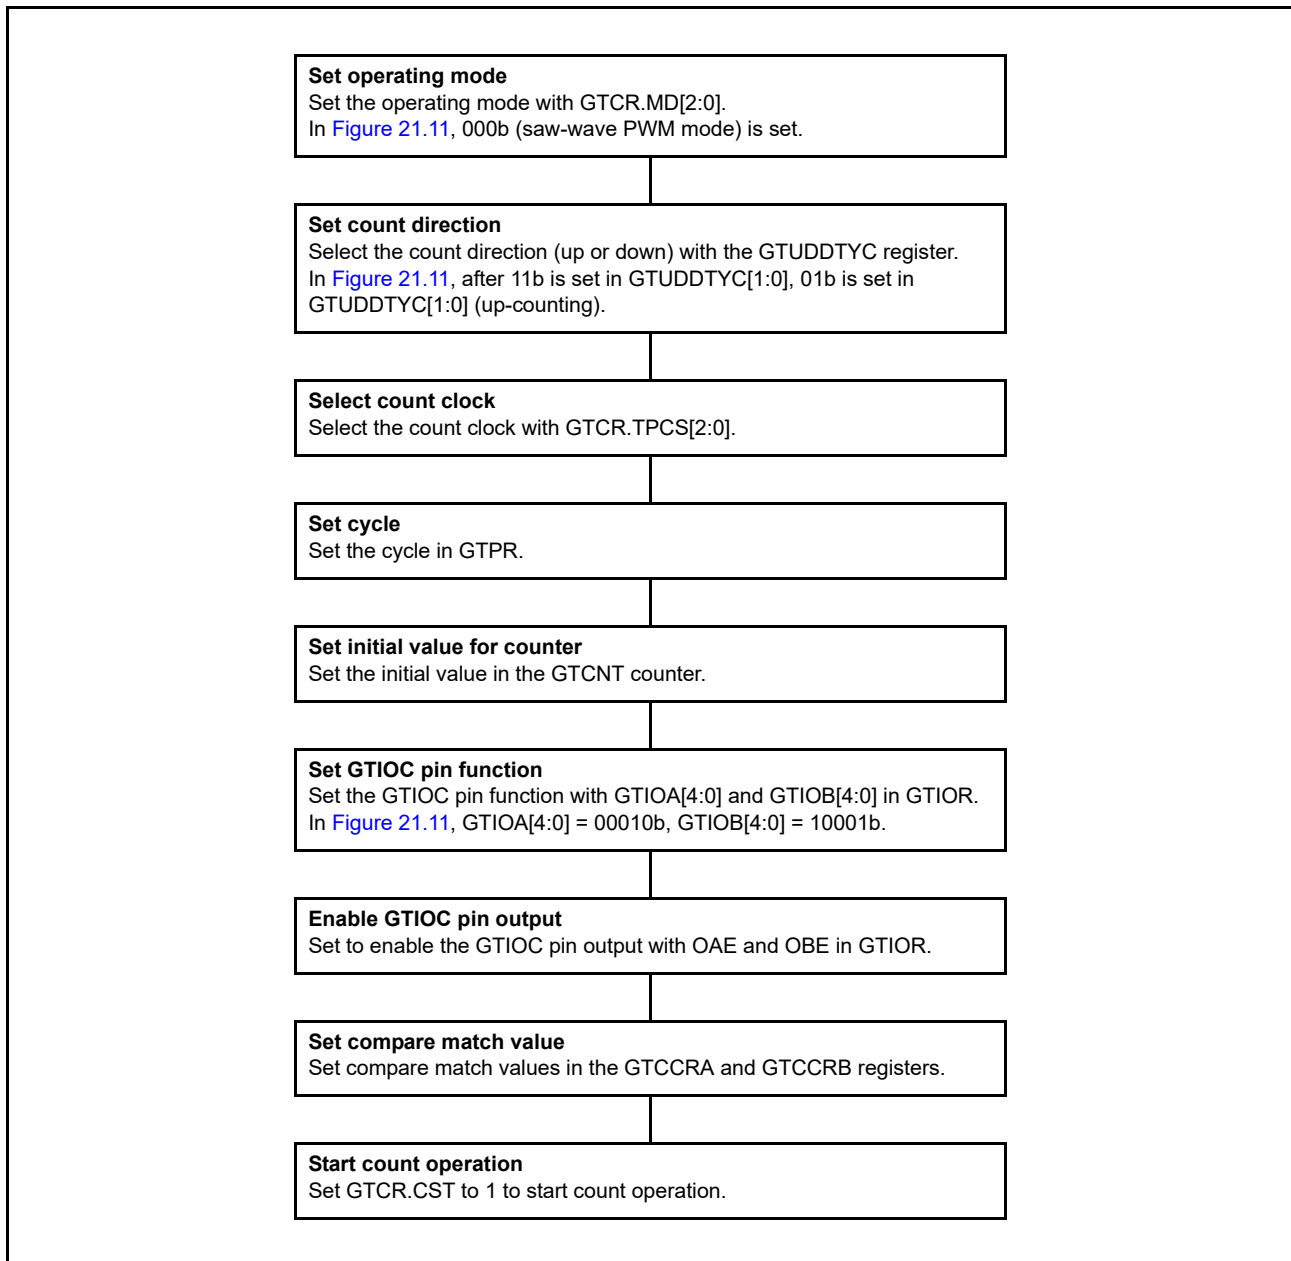 Set operating mode
Set the operating mode with GTCR.MD[2:0].
In Figure 21.11, 000b (saw-wave PWM mode) is set.
Set count direction
Select the count direction (up or down) with the GTUDDTYC register.
In Figure 21.11, after 11b is set in GTUDDTYC[1:0], 01b is set in
GTUDDTYC[1:0] (up-counting).
Select count clock
Select the count clock with GTCR.TPCS[2:0].
Set cycle
Set the cycle in GTPR.
Set initial value for counter
Set the initial value in the GTCNT counter.
Set GTIOC pin function
Set the GTIOC pin function with GTIOA[4:0] and GTIOB[4:0] in GTIOR.
In Figure 21.11, GTIOA[4:0] = 00010b, GTIOB[4:0] = 10001b.
Enable GTIOC pin output
Set to enable the GTIOC pin output with OAE and OBE in GTIOR.
Set compare match value
Set compare match values in the GTCCRA and GTCCRB registers.
Start count operation
Set GTCR.CST to 1 to start count operation.